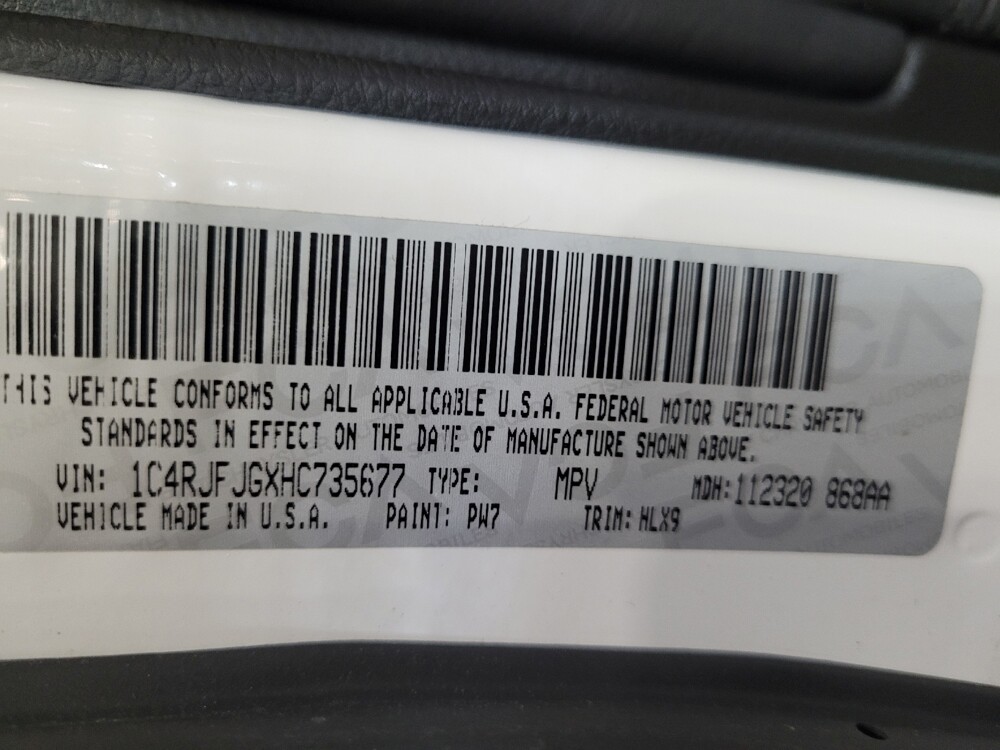 THIS VEHICLE CONFORMS TO ALL APPLICABLE U.S.A. FEDERAL MOTOR VEHICLE SAFETY
STANDARDS IN EFFECT ON THE DATE OF MANUFACTURE SHOWN ABOVE.
VIN: 1C4RJFJGXHC735677 TYPE: MPV MDH: 112320 868AA
VEHICLE MADE IN U.S.A. PAINT: PW7 TRIM: HLX9